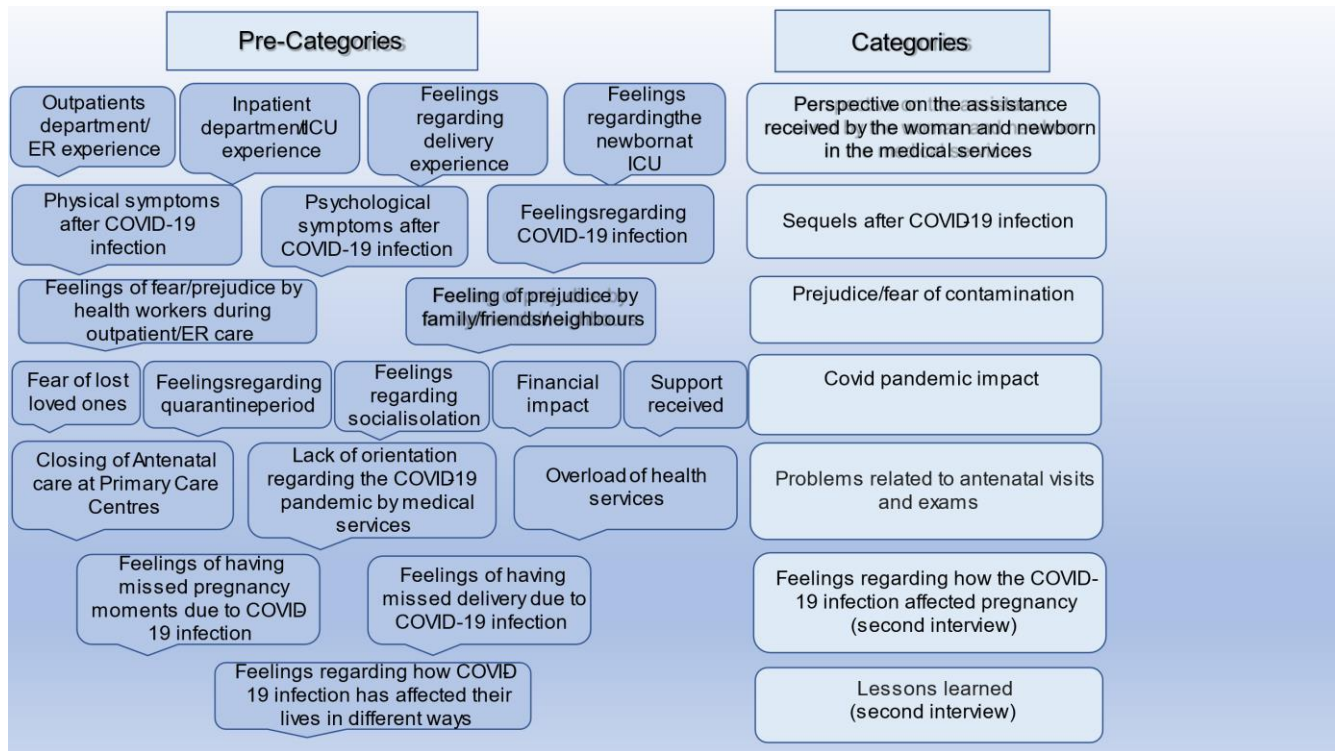 Pre-Categories
Categories
Outpatients
department/
ER experience
Inpatient
department/ICU
experience
Feelings
regarding
delivery
experience
Feelings
regardingthe
newbornat
ICU
Perspective on the assistance
received by the woman and newborn
in the medical services
Physical symptoms
after COVID-19
infection
Psychological
symptoms after
COVID-19 infection
Feelingsregarding
COVID-19 infection
Sequels after COVID-19 infection
Feelings of fear/prejudice by
health workers during
outpatient/ER care
Feeling of prejudice by
family/friends/neighbours
Prejudice/fear of contamination
Fear of lost
loved ones
Feelingsregarding
quarantineperiod
Feelings
regarding
socialisolation
Financial
impact
Support
received
Covid pandemic impact
Closing of Antenatal
care at Primary Care
Centres
Lack of orientation
regarding the COVID-19
pandemic by medical
services
Overload of health
services
Problems related to antenatal visits
and exams
Feelings of having
missed pregnancy
moments due to COVID-
19 infection
Feelings of having
missed delivery due to
COVID-19 infection
Feelings regarding how the COVID-
19 infection affected pregnancy
(second interview)
Feelings regarding how COVID-
19 infection has affected their
lives in different ways
Lessons learned
(second interview)